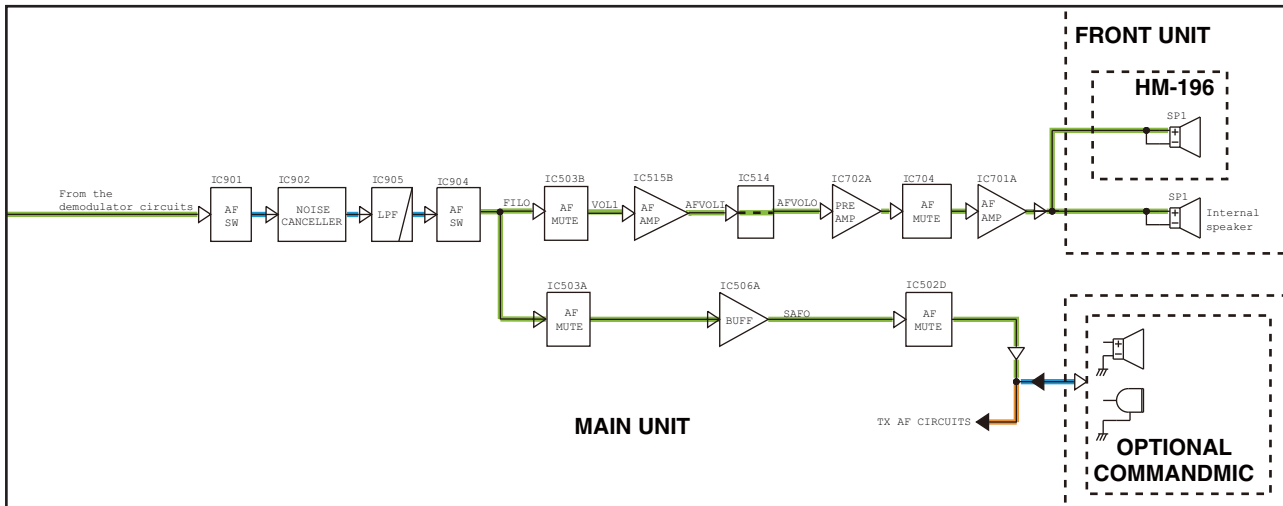 FRONT UNIT
HM-196
SP1
+
−
From the
demodulator circuits
IC901
AF
SW
IC902
NOISE
CANCELLER
IC905
LPF
IC904
AF
SW
FILO
IC503B
AF
MUTE
VOL1
IC515B
AF
AMP
AFVOLI
IC514
AFVOLO
IC702A
PRE
AMP
IC704
AF
MUTE
IC701A
AF
AMP
SP1
+
−
Internal
speaker
IC503A
AF
MUTE
IC506A
BUFF
SAFO
IC502D
AF
MUTE
+
−
TX AF CIRCUITS
MAIN UNIT
OPTIONAL
COMMANDMIC